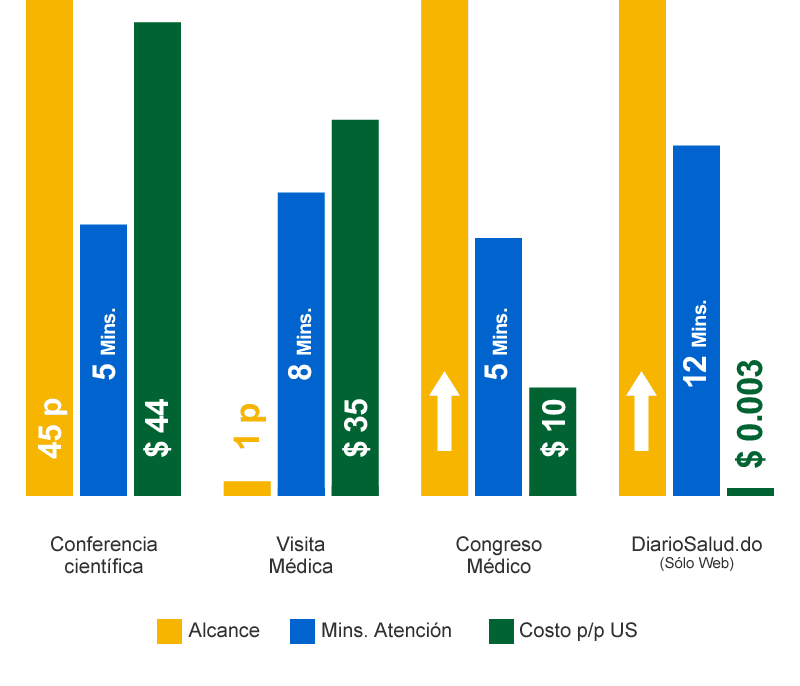 45 p
5 Mins.
$ 44
1 p
8 Mins.
$ 35
5 Mins.
$ 10
12 Mins.
$ 0.003
Conferencia
científica
Visita
Médica
Congreso
Médico
DiarioSalud.do
(Sólo Web)
Alcance
Mins. Atención
Costo p/p US